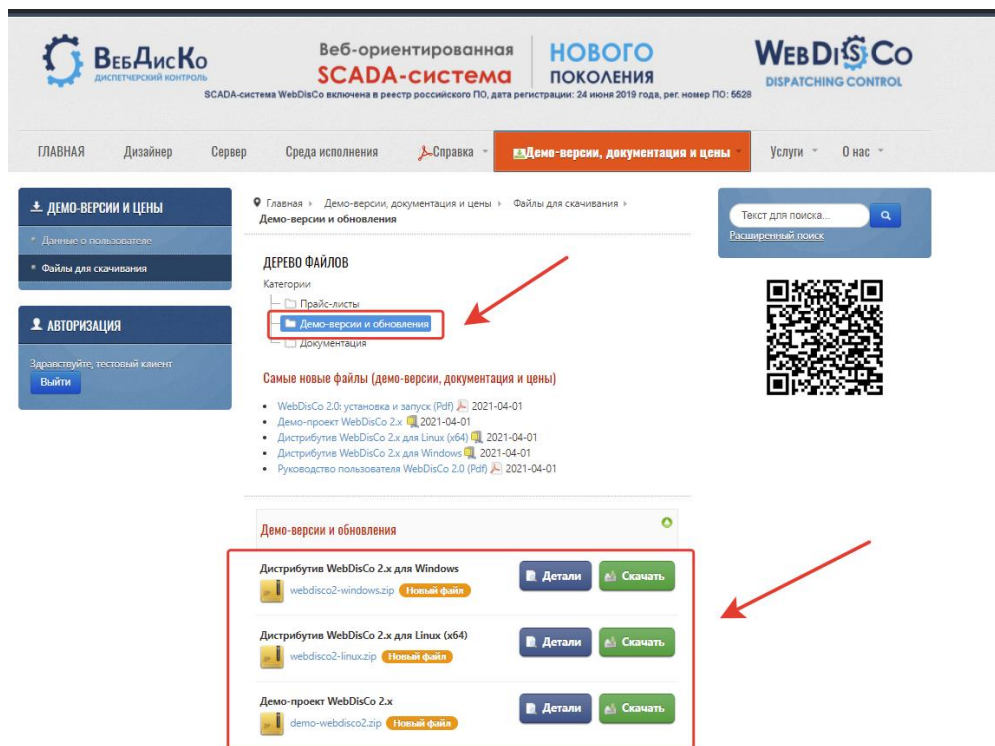 ВЕБДИСКО
ДИСПЕТЧЕРСКИЙ КОНТРОЛЬ
Веб-ориентированная
SCADA-система
НОВОГО
ПОКОЛЕНИЯ
WEBDISCO
DISPATCHING CONTROL
SCADA-система WebDisCo включена в реестр российского ПО, дата регистрации: 24 июня 2019 года, рег. номер ПО: 5528
ГЛАВНАЯ Дизайнер Сервер Среда исполнения Справка Демо-версии, документация и цены Услуги О нас
ДЕМО-ВЕРСИИ И ЦЕНЫ
Данные о пользователе
Файлы для скачивания
АВТОРИЗАЦИЯ
Здравствуйте, тестовый клиент
Выйти
Главная Демо-версии, документация и цены Файлы для скачивания
Демо-версии и обновления
ДЕРЕВО ФАЙЛОВ
Категории
Прайс-листы
Демо-версии и обновления
Документация
Самые новые файлы (демо-версии, документация и цены)
WebDisCo 2.0: установка и запуск (Pdf) 2021-04-01
Демо-проект WebDisCo 2.x 2021-04-01
Дистрибутив WebDisCo 2.x для Linux (x64) 2021-04-01
Дистрибутив WebDisCo 2.x для Windows 2021-04-01
Руководство пользователя WebDisCo 2.0 (Pdf) 2021-04-01
Текст для поиска...
Расширенный поиск
Демо-версии и обновления
Дистрибутив WebDisCo 2.x для Windows
webdisco2-windows.zip Новый файл
Детали Скачать
Дистрибутив WebDisCo 2.x для Linux (x64)
webdisco2-linux.zip Новый файл
Детали Скачать
Демо-проект WebDisCo 2.x
demo-webdisco2.zip Новый файл
Детали Скачать